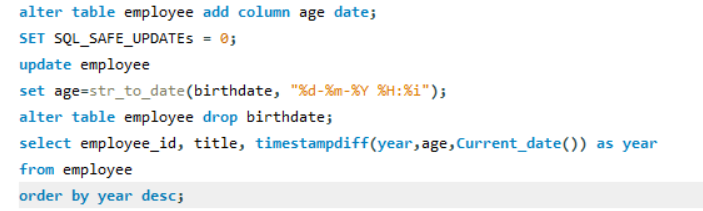 alter table employee add column age date;
SET SQL_SAFE_UPDATEs = 0;
update employee
set age=str_to_date(birthdate, "%d-%m-%Y %H:%i");
alter table employee drop birthdate;
select employee_id, title, timestampdiff(year,age,Current_date()) as year
from employee
order by year desc;